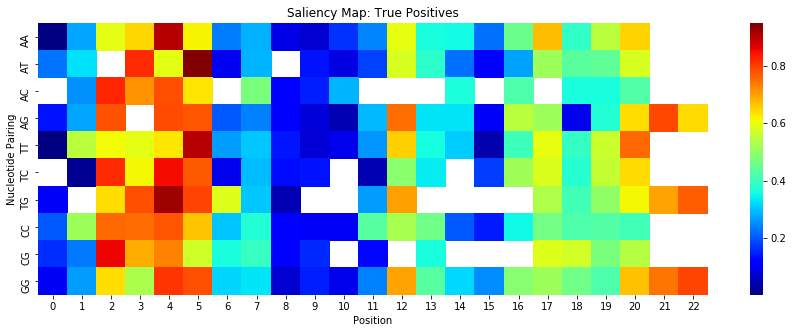 Saliency Map: True Positives
Nucleotide Pairing
AA
AT
AC
AG
TT
TC
TG
CC
CG
GG
0 1 2 3 4 5 6 7 8 9 10 11 12 13 14 15 16 17 18 19 20 21 22
Position
0.8
0.6
0.4
0.2